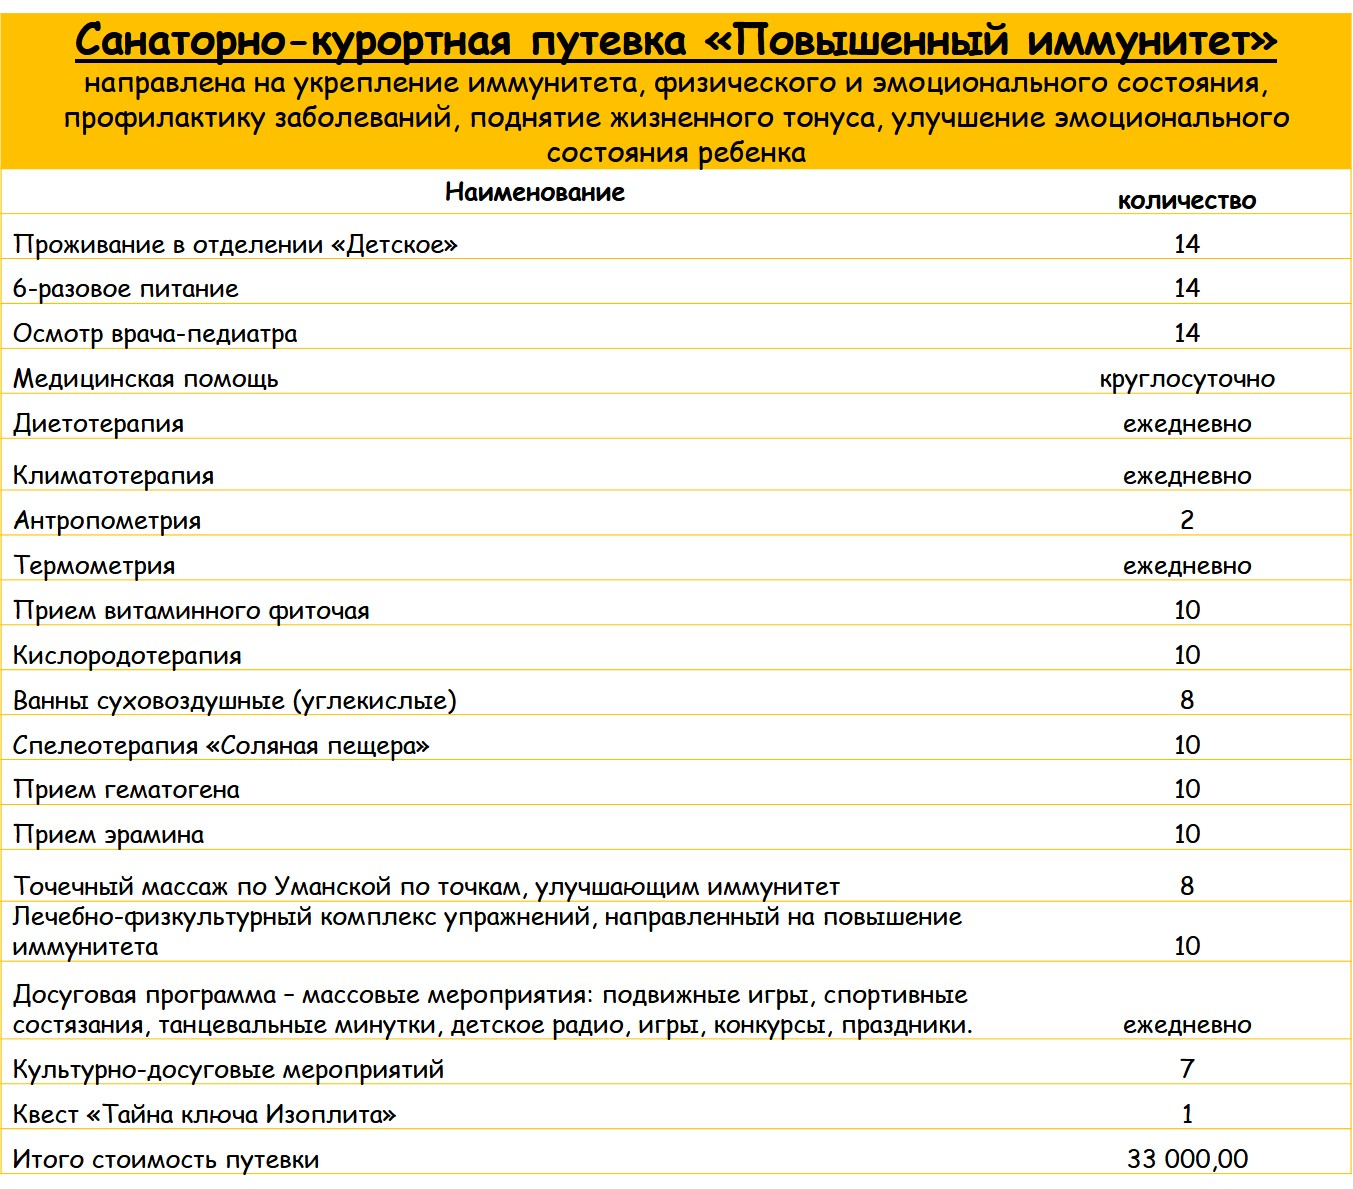 Санаторно-курортная путевка «Повышенный иммунитет»
направлена на укрепление иммунитета, физического и эмоционального состояния,
профилактику заболеваний, поднятие жизненного тонуса, улучшение эмоционального
состояния ребенка
Наименование количество
Проживание в отделении «Детское» 14
6-разовое питание 14
Осмотр врача-педиатра 14
Медицинская помощь круглосуточно
Диетотерапия ежедневно
Климатотерапия ежедневно
Антропометрия 2
Термометрия ежедневно
Прием витаминного фиточая 10
Кислородотерапия 10
Ванны суховоздушные (углекислые) 8
Спелеотерапия «Соляная пещера» 10
Прием гематогена 10
Прием эрамина 10
Точечный массаж по Уманской по точкам, улучшающим иммунитет 8
Лечебно-физкультурный комплекс упражнений, направленный на повышение
иммунитета 10
Досуговая программа – массовые мероприятия: подвижные игры, спортивные
состязания, танцевальные минутки, детское радио, игры, конкурсы, праздники. ежедневно
Культурно-досуговые мероприятий 7
Квест «Тайна ключа Изоплита» 1
Итого стоимость путевки 33 000,00